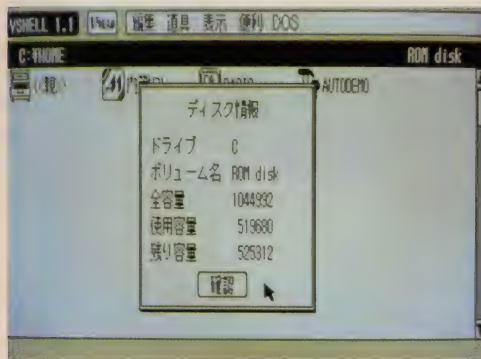 VSHELL 1.1 View 編集 道具 表示 便利 DOS
C:¥HOME ROM disk
AUTODEMO
ディスク情報
ドライブ C
ボリューム名 ROM disk
全容量 1044992
使用容量 519680
残り容量 525312
確認